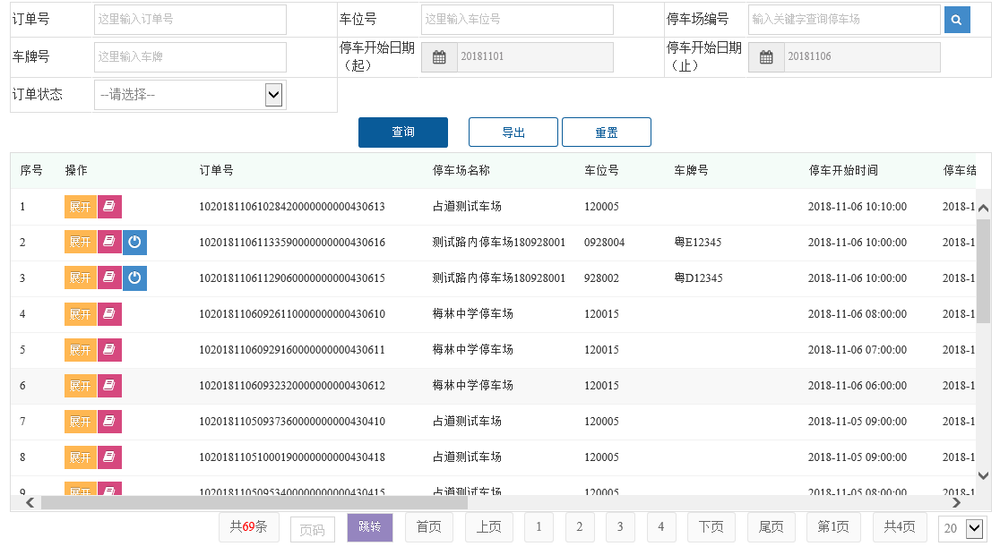 订单号 这里输入订单号 车位号 这里输入车位号 停车场编号 输入关键字查询停车场
车牌号 这里输入车牌 停车开始日期（起） 20181101 停车开始日期（止） 20181106
订单状态 --请选择--
查询 导出 重置
序号 操作 订单号 停车场名称 车位号 车牌号 停车开始时间 停车结
1 展开 1020181106102842000000000430613 占道测试车场 120005 2018-11-06 10:10:00 2018-1
2 展开 1020181106113359000000000430616 测试路内停车场180928001 0928004 粤E12345 2018-11-06 10:00:00 2018-1
3 展开 1020181106112906000000000430615 测试路内停车场180928001 928002 粤D12345 2018-11-06 10:00:00 2018-1
4 展开 1020181106092611000000000430610 梅林中学停车场 120015 2018-11-06 08:00:00 2018-1
5 展开 1020181106092916000000000430611 梅林中学停车场 120015 2018-11-06 07:00:00 2018-1
6 展开 1020181106093232000000000430612 梅林中学停车场 120015 2018-11-06 06:00:00 2018-1
7 展开 1020181105093736000000000430410 占道测试车场 120005 2018-11-05 09:00:00 2018-1
8 展开 1020181105100019000000000430418 占道测试车场 120005 2018-11-05 09:00:00 2018-1
9 展开 1020181105095340000000000430415 占道测试车场 120005 2018-11-05 08:00:00 2018-1
共69条 页码 跳转 首页 上页 1 2 3 4 下页 尾页 第1页 共4页 20